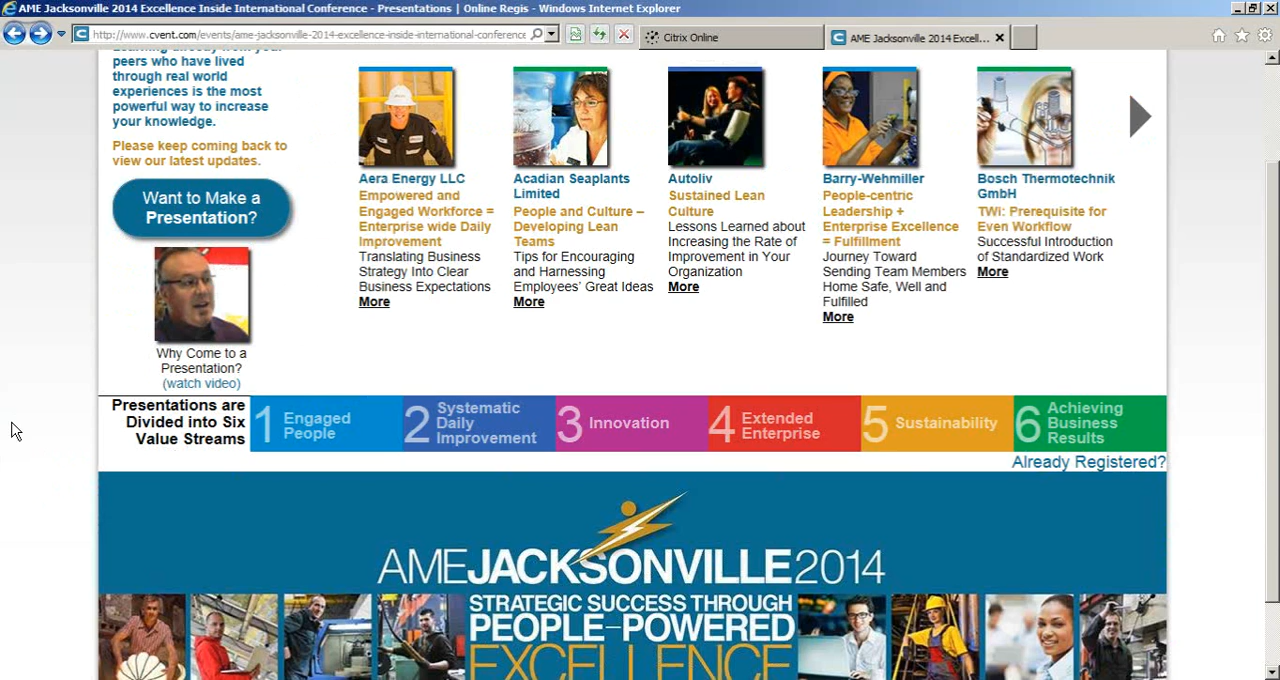 AME Jacksonville 2014 Excellence Inside International Conference - Presentations | Online Regis - Windows Internet Explorer
http://www.cvent.com/events/ame-jacksonville-2014-excellence-inside-international-conference
Citrix Online
AME Jacksonville 2014 Excell...
Learning directly from your
peers who have lived
through real world
experiences is the most
powerful way to increase
your knowledge.
Please keep coming back to
view our latest updates.
Want to Make a
Presentation?
Why Come to a
Presentation?
(watch video)
Aera Energy LLC
Empowered and
Engaged Workforce =
Enterprise wide Daily
Improvement
Translating Business
Strategy Into Clear
Business Expectations
More
Acadian Seaplants
Limited
People and Culture –
Developing Lean
Teams
Tips for Encouraging
and Harnessing
Employees' Great Ideas
More
Autoliv
Sustained Lean
Culture
Lessons Learned about
Increasing the Rate of
Improvement in Your
Organization
More
Barry-Wehmiller
People-centric
Leadership +
Enterprise Excellence
= Fulfillment
Journey Toward
Sending Team Members
Home Safe, Well and
Fulfilled
More
Bosch Thermotechnik
GmbH
TWi: Prerequisite for
Even Workflow
Successful Introduction
of Standardized Work
More
Presentations are
Divided into Six
Value Streams
1 Engaged
People
2 Systematic
Daily
Improvement
3 Innovation
4 Extended
Enterprise
5 Sustainability
6 Achieving
Business
Results
Already Registered?
AMEJACKSONVILLE2014
STRATEGIC SUCCESS THROUGH
PEOPLE–POWERED
EXCELLENCE